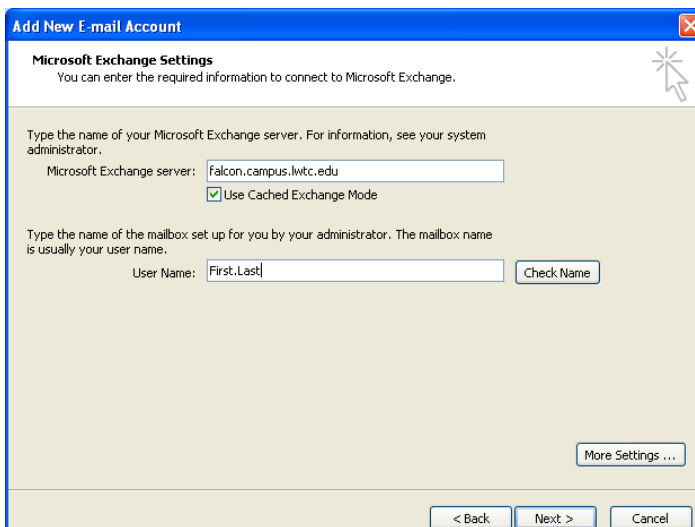 Add New E-mail Account
Microsoft Exchange Settings
You can enter the required information to connect to Microsoft Exchange.
Type the name of your Microsoft Exchange server. For information, see your system
administrator.
Microsoft Exchange server: falcon.campus.lwtc.edu
Use Cached Exchange Mode
Type the name of the mailbox set up for you by your administrator. The mailbox name
is usually your user name.
User Name: First.Last Check Name
More Settings ...
< Back Next > Cancel